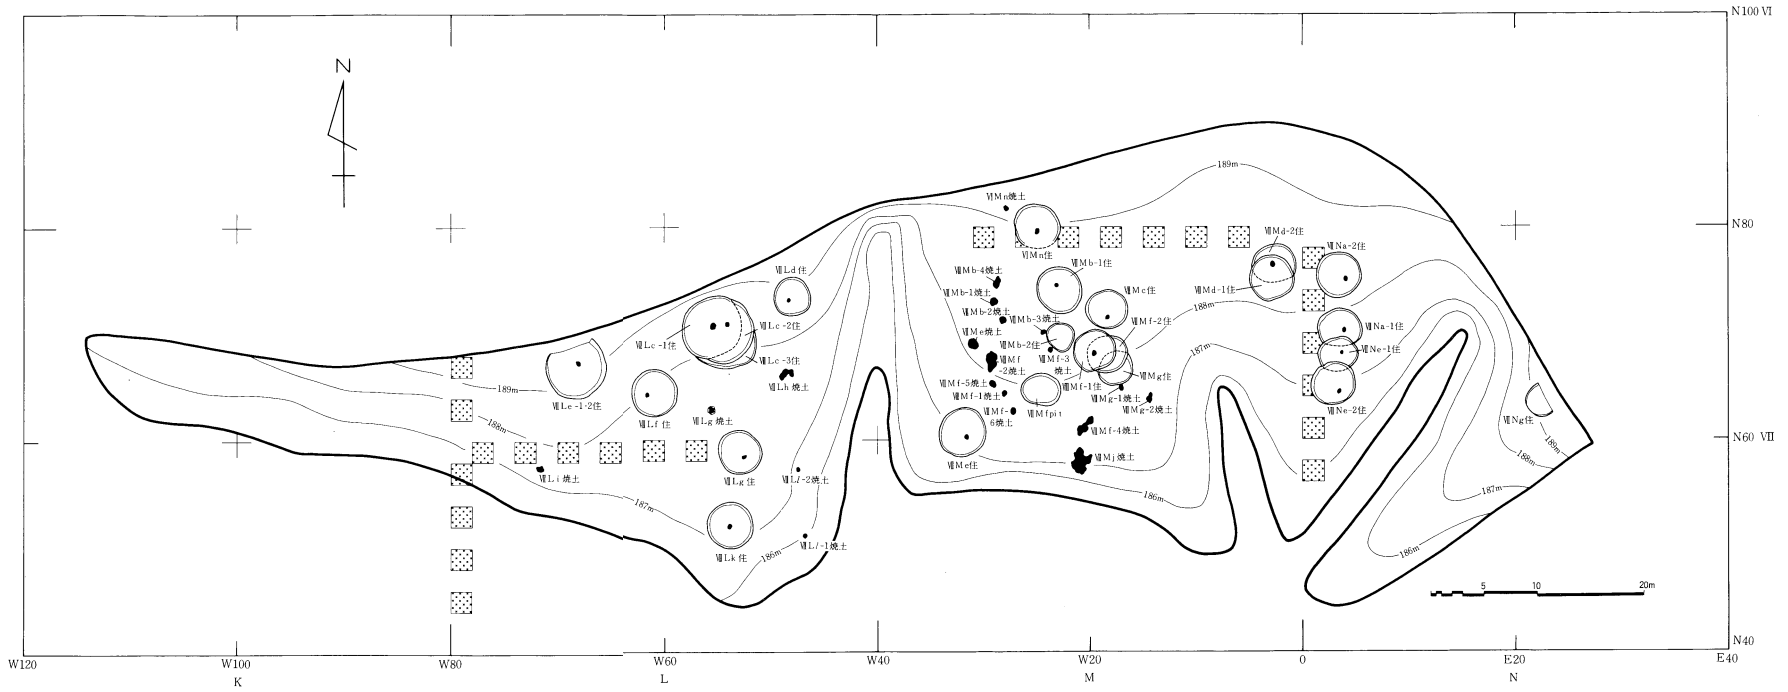 N100 Ⅵ
N
189m
ⅦMn焼土
N80
ⅦMd-2住
ⅦNa-2住
ⅦMn住
ⅦLd住
ⅦMb-4焼土
ⅦMb-1住
ⅦMb-1焼土
ⅦMc住
ⅦMd-1住
188m
ⅦMb-2焼土
ⅦMb-3焼土
ⅦMf-2住
ⅦLc-2住
ⅦNa-1住
ⅦMe焼土
ⅦMb-2住
ⅦLc-1住
ⅦNe-1住
187m
ⅦLc-3住
ⅦMf
-2焼土
ⅦMf-3
焼土
ⅦMg住
ⅦLh焼土
ⅦMf-5焼土
ⅦMf-1住
189m
ⅦMf-1焼土
ⅦMg-1焼土
ⅦLe-1·2住
ⅦMf-
6焼土
ⅦMfpit
ⅦMg-2焼土
ⅦNe-2住
ⅦLf住
ⅦLg焼土
ⅦNg住
188m
ⅦMf-4焼土
N60 Ⅶ
189m
ⅦMe住
ⅦMj焼土
188m
ⅦLi焼土
ⅦLg住
ⅦLl-2焼土
187m
186m
187m
ⅦLk住
186m
ⅦLl-1焼土
186m
5
10
20m
N40
W120
W100
W80
W60
W40
W20
0
E20
E40
K
L
M
N